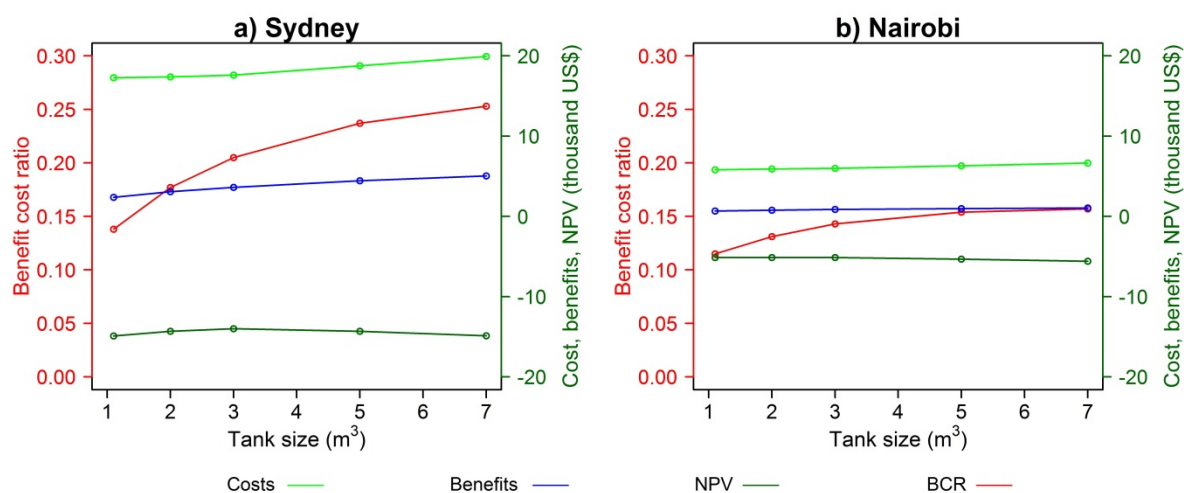 a) Sydney
0.30
0.25
0.20
0.15
0.10
0.05
0.00
Benefit cost ratio
20
10
0
-10
-20
Cost, benefits, NPV (thousand US$)
1 2 3 4 5 6 7
Tank size (m³)
b) Nairobi
0.30
0.25
0.20
0.15
0.10
0.05
0.00
Benefit cost ratio
20
10
0
-10
-20
Cost, benefits, NPV (thousand US$)
1 2 3 4 5 6 7
Tank size (m³)
Costs Benefits NPV BCR